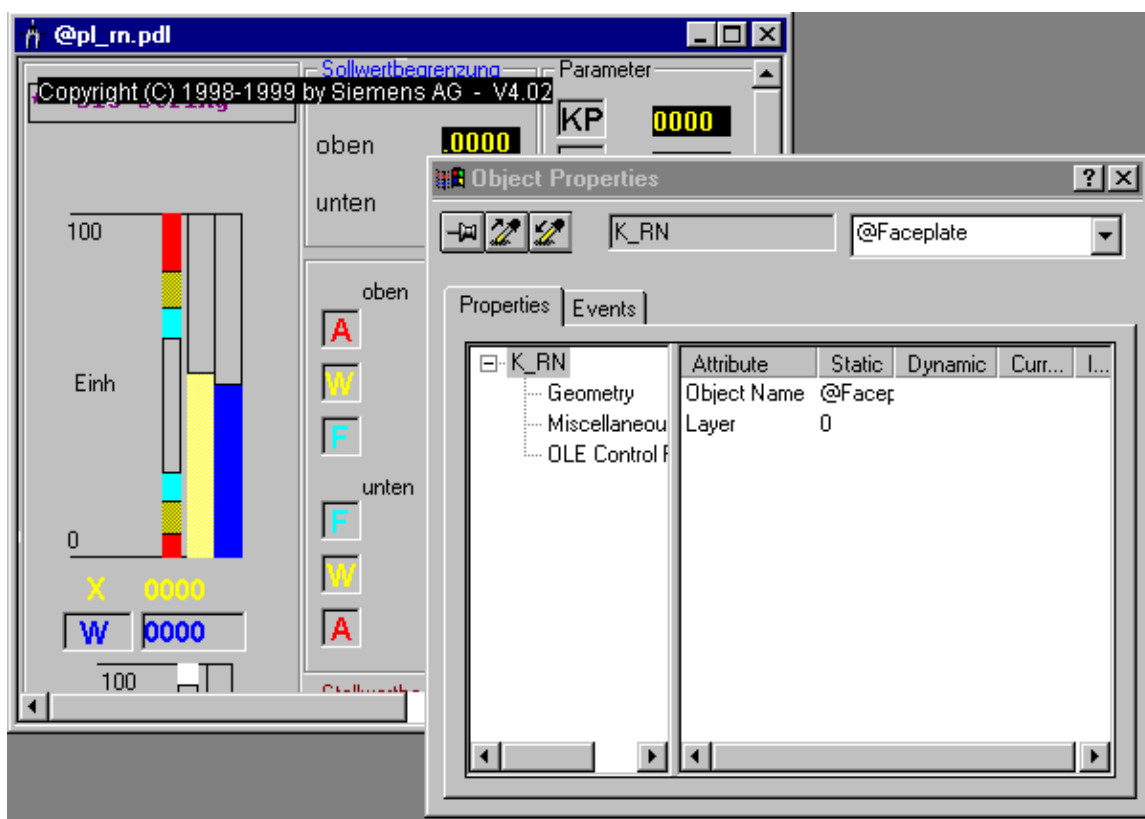 @pl_rn.pdl
Sollwertbegrenzung
Parameter
Copyright (C) 1998-1999 by Siemens AG - V4.02
KP
0000
oben
.0000
unten
100
Einh
0
X 0000
W 0000
100
oben
A
W
F
unten
F
W
A
Object Properties
K_RN
@Faceplate
Properties
Events
K_RN
Geometry
Miscellaneou
OLE Control
Attribute Static Dynamic Curr... I...
Object Name @Facep
Layer 0